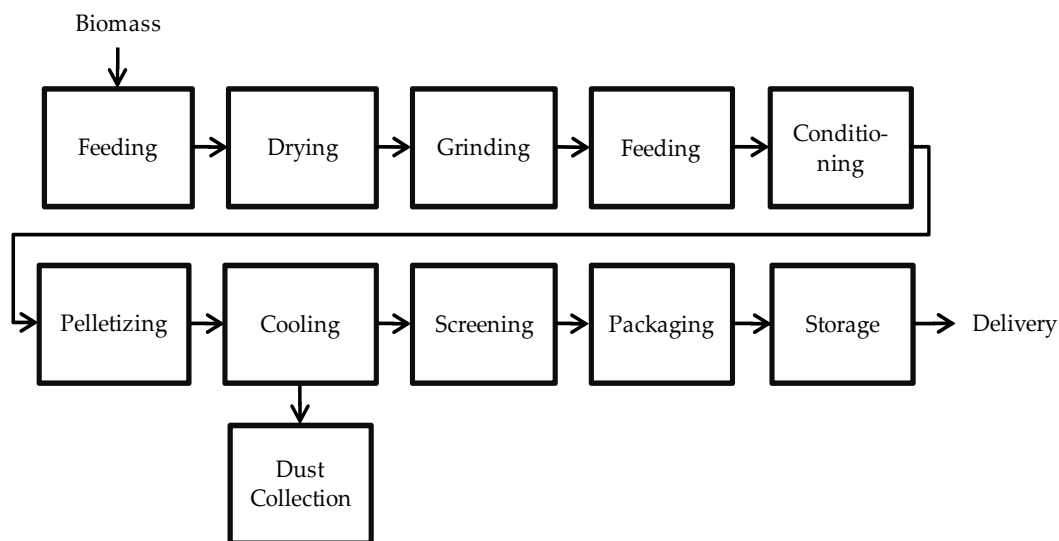 Biomass
Feeding
Drying
Grinding
Feeding
Conditio-
ning
Pelletizing
Cooling
Screening
Packaging
Storage
Delivery
Dust
Collection